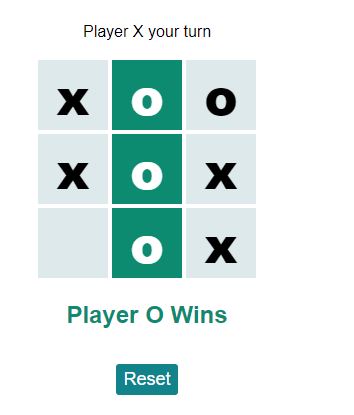 Player X your turn
x o o
x o x
o x
Player O Wins
Reset